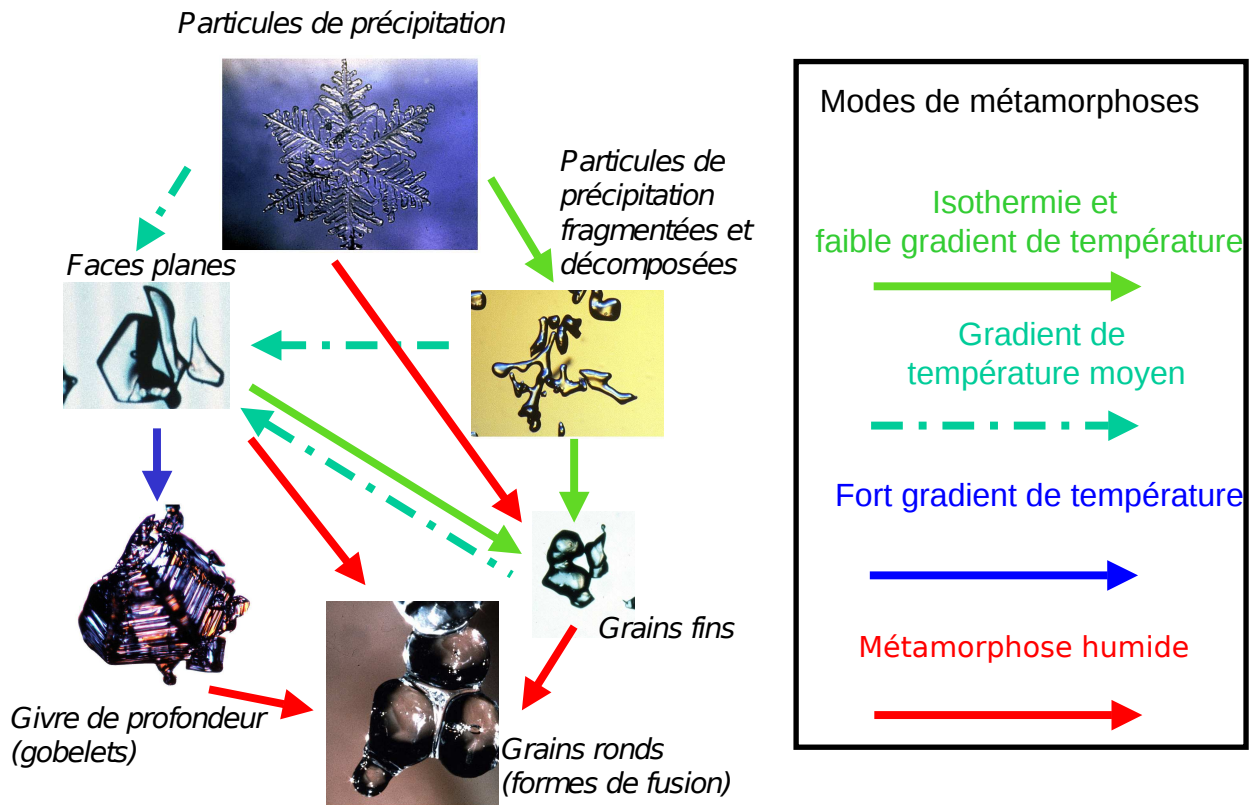 Particules de précipitation
Particules de
précipitation
fragmentées et
décomposées
Faces planes
Grains fins
Givre de profondeur
(gobelets)
Grains ronds
(formes de fusion)
Modes de métamorphoses
Isothermie et
faible gradient de température
Gradient de
température moyen
Fort gradient de température
Métamorphose humide